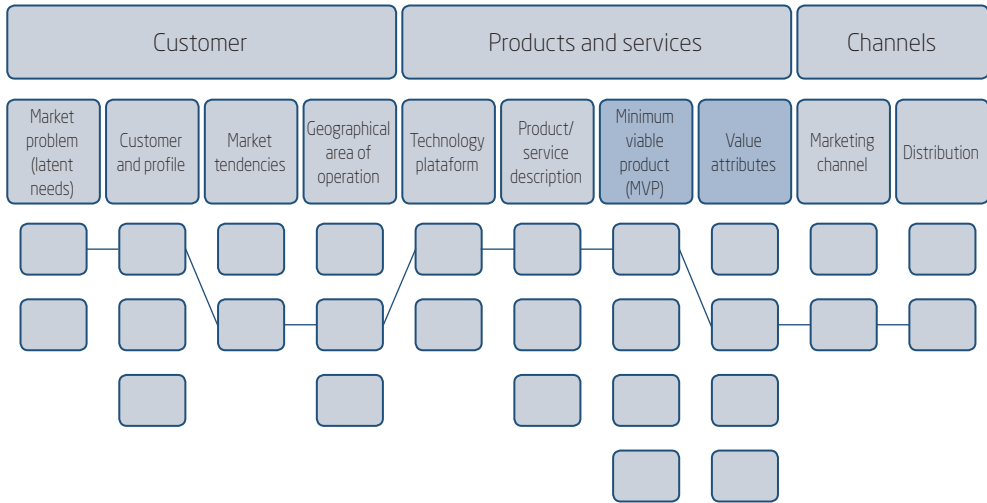 Customer
Products and services
Channels
Market
problem
(latent
needs)
Customer
and profile
Market
tendencies
Geographical
area of
operation
Technology
plataform
Product/
service
description
Minimum
viable
product
(MVP)
Value
attributes
Marketing
channel
Distribution